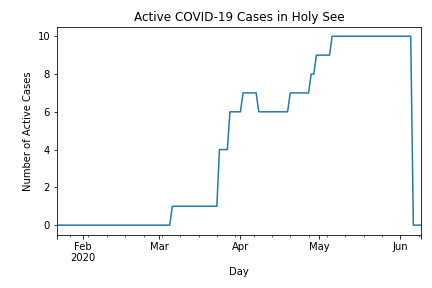 Active COVID-19 Cases in Holy See
10
8
6
4
2
0
Number of Active Cases
Feb
2020
Mar
Apr
May
Jun
Day